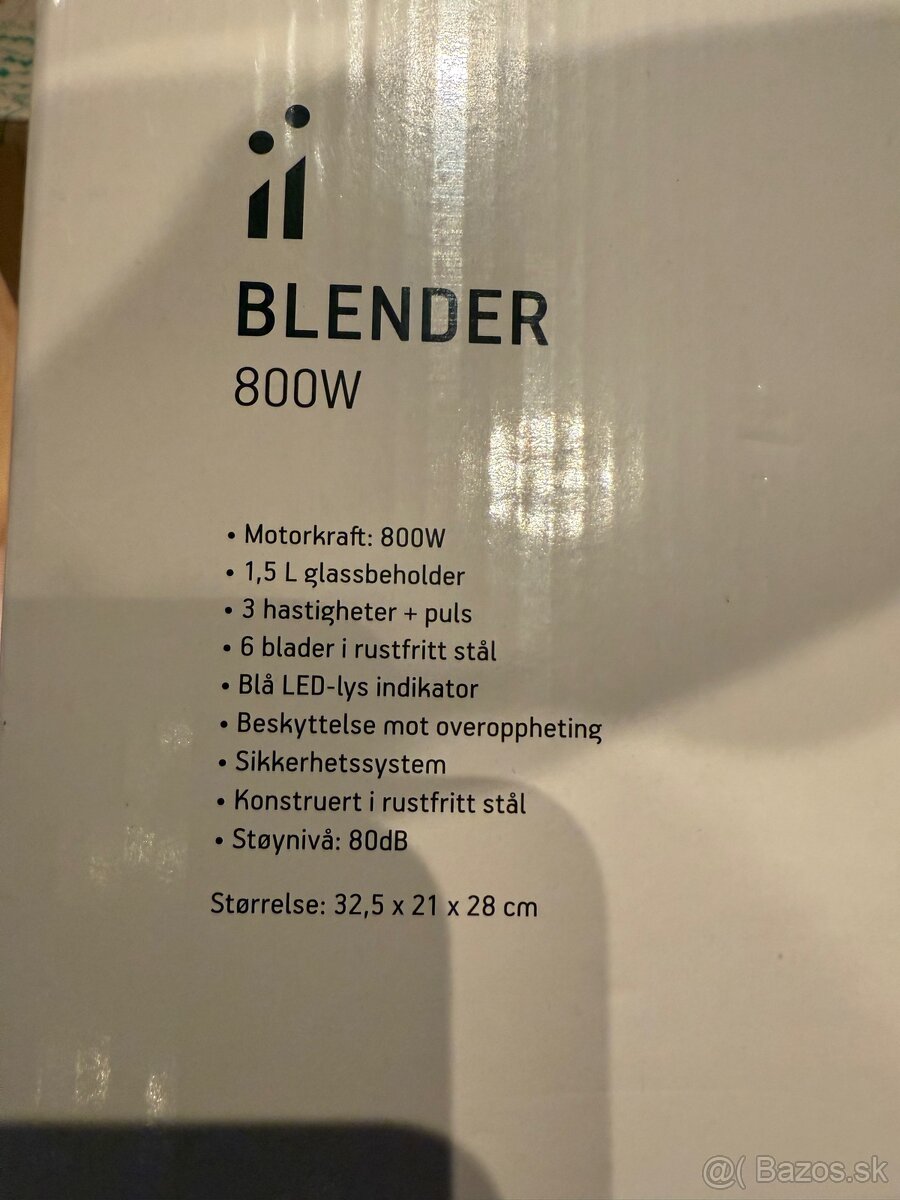 BLENDER
800W
• Motorkraft: 800W
• 1,5 L glassbeholder
• 3 hastigheter + puls
• 6 blader i rustfritt stål
• Blå LED-lys indikator
• Beskyttelse mot overoppheting
• Sikkerhetssystem
• Konstruert i rustfritt stål
• Støynivå: 80dB
Størrelse: 32,5 x 21 x 28 cm
@( Bazos.sk